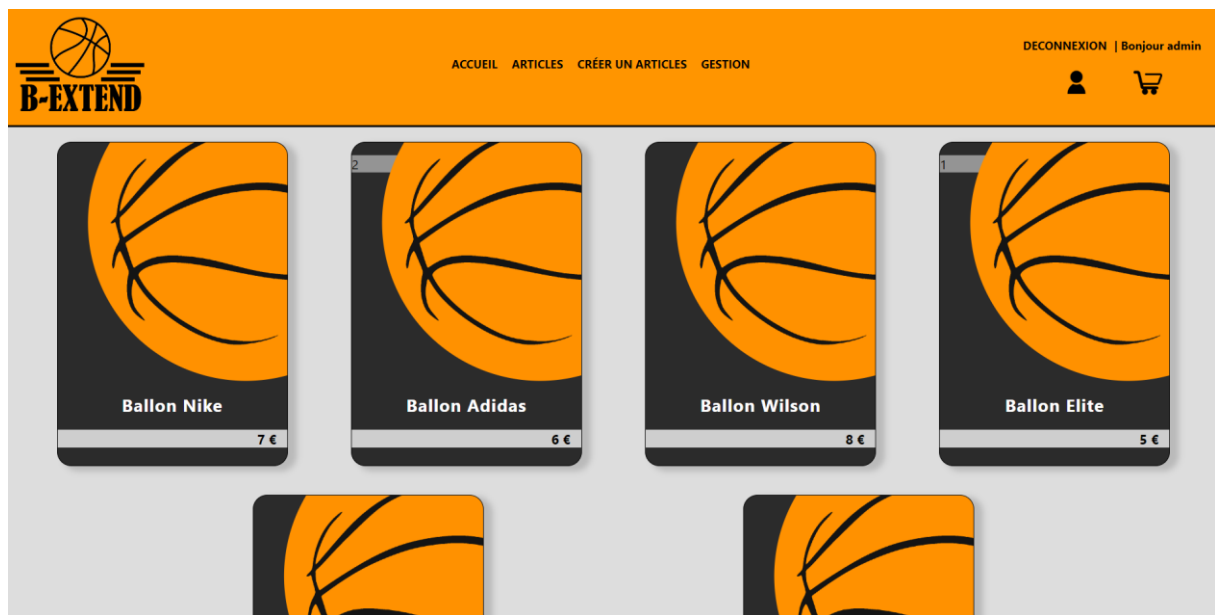 DECONNEXION | Bonjour admin
ACCUEIL ARTICLES CRÉER UN ARTICLES GESTION
B-EXTEND
2
1
Ballon Nike
Ballon Adidas
Ballon Wilson
Ballon Elite
7 €
6 €
8 €
5 €